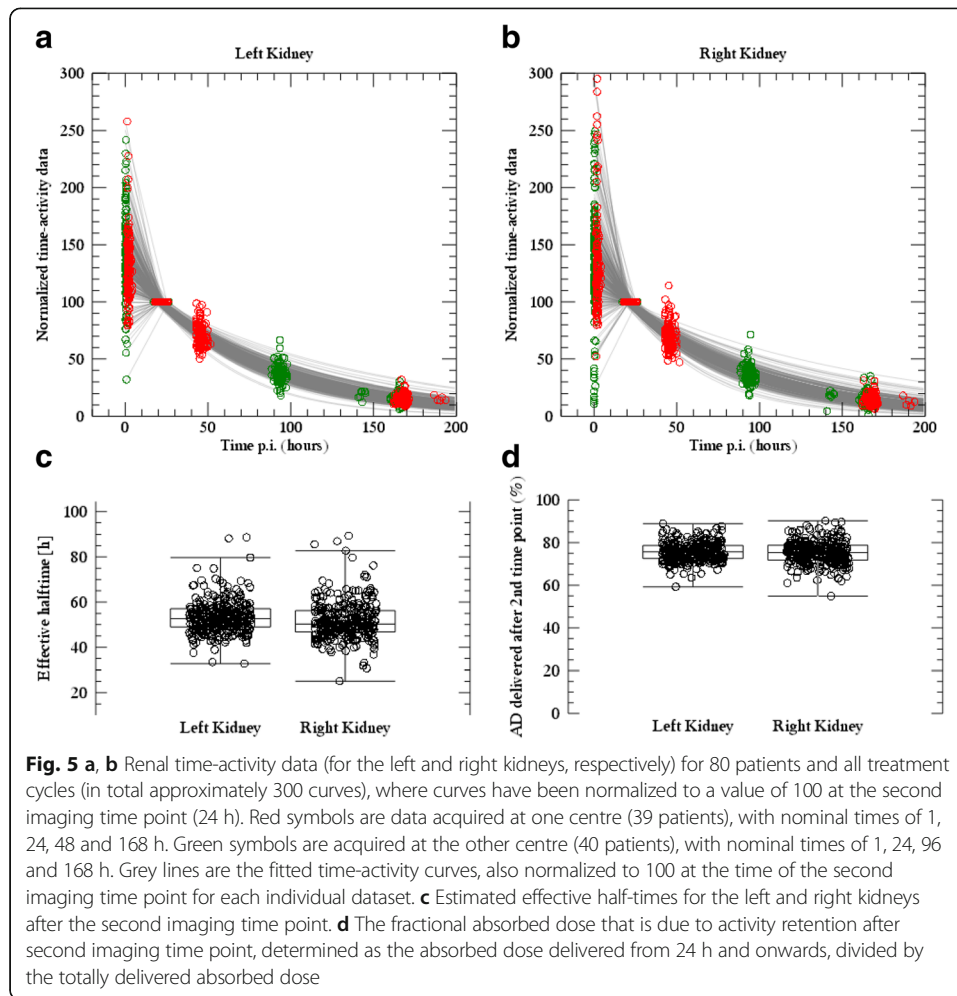 a
b
Left Kidney
Right Kidney
300
250
200
150
100
50
0
Normalized time-activity data
0
50
100
150
200
Time p.i. (hours)
300
250
200
150
100
50
0
Normalized time-activity data
0
50
100
150
200
Time p.i. (hours)
c
d
100
80
60
40
20
Effective halftime [h]
Left Kidney
Right Kidney
100
80
60
40
20
0
AD delivered after 2nd time point (%)
Left Kidney
Right Kidney
Fig. 5 a, b Renal time-activity data (for the left and right kidneys, respectively) for 80 patients and all treatment
cycles (in total approximately 300 curves), where curves have been normalized to a value of 100 at the second
imaging time point (24 h). Red symbols are data acquired at one centre (39 patients), with nominal times of 1,
24, 48 and 168 h. Green symbols are acquired at the other centre (40 patients), with nominal times of 1, 24, 96
and 168 h. Grey lines are the fitted time-activity curves, also normalized to 100 at the time of the second
imaging time point for each individual dataset. c Estimated effective half-times for the left and right kidneys
after the second imaging time point. d The fractional absorbed dose that is due to activity retention after
second imaging time point, determined as the absorbed dose delivered from 24 h and onwards, divided by
the totally delivered absorbed dose